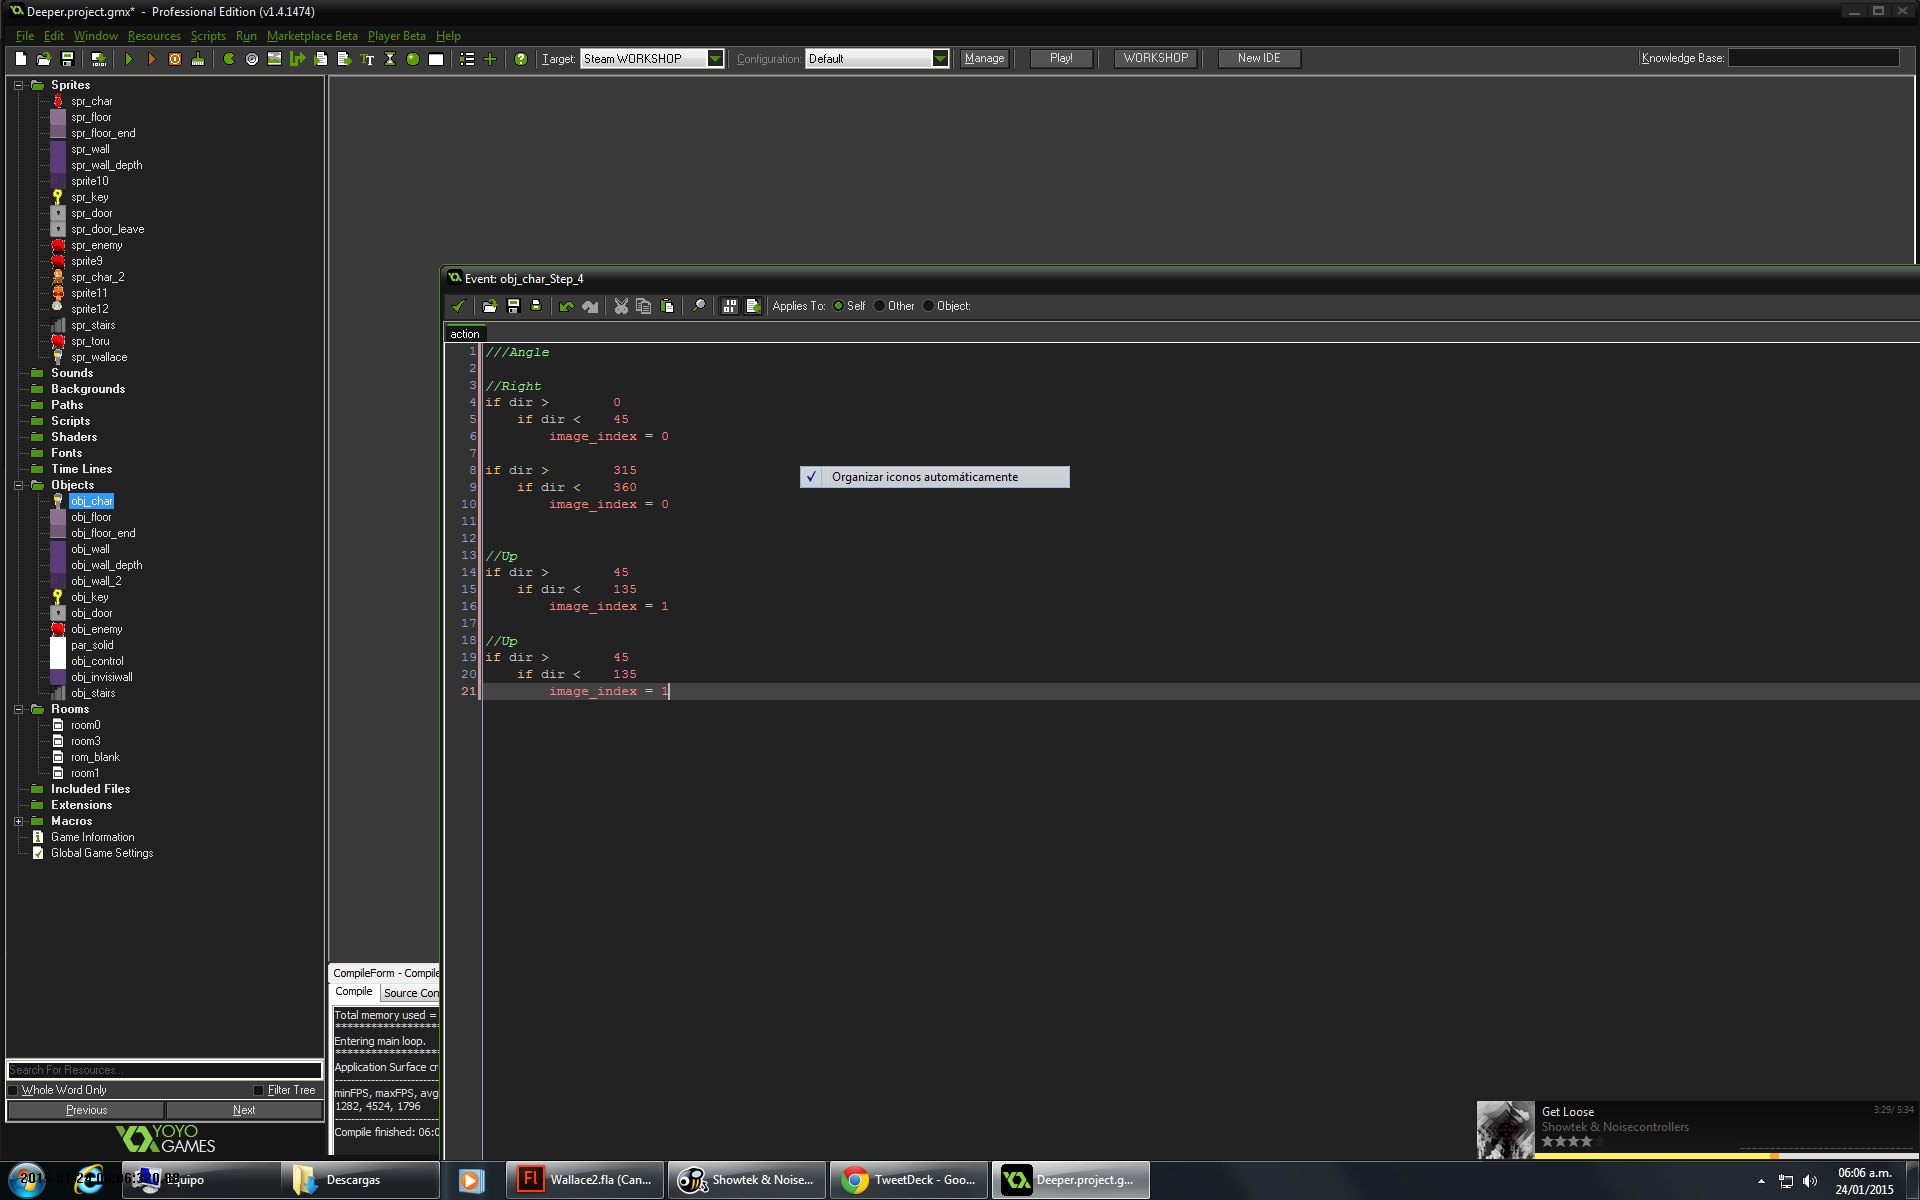 Deeper.project.gmx* - Professional Edition (v1.4.1474)
File Edit Window Resources Scripts Run Marketplace Beta Player Beta Help
Target: Steam WORKSHOP Configuration: Default Manage Play! WORKSHOP New IDE Knowledge Base:
Sprites
spr_char
spr_floor
spr_floor_end
spr_wall
spr_wall_depth
sprite10
spr_key
spr_door
spr_door_leave
spr_enemy
sprite9
spr_char_2
sprite11
sprite12
spr_stairs
spr_toru
spr_wallace
Sounds
Backgrounds
Paths
Scripts
Shaders
Fonts
Time Lines
Objects
obj_char
obj_floor
obj_floor_end
obj_wall
obj_wall_depth
obj_wall_2
obj_key
obj_door
obj_enemy
par_solid
obj_control
obj_invisiwall
obj_stairs
Rooms
room0
room3
rom_blank
room1
Included Files
Extensions
Macros
Game Information
Global Game Settings
Search For Resources...
Whole Word Only Filter Tree
Previous Next
YOYO GAMES
Event: obj_char_Step_4
Applies To: Self Other Object:
action
1 ///Angle
2
3 //Right
4 if dir > 0
5 if dir < 45
6 image_index = 0
7
8 if dir > 315
9 if dir < 360
10 image_index = 0
11
12
13 //Up
14 if dir > 45
15 if dir < 135
16 image_index = 1
17
18 //Up
19 if dir > 45
20 if dir < 135
21 image_index = 1
Organizar iconos automáticamente
CompileForm - Compile
Compile Source Con
Total memory used =
**********************
Entering main loop.
**********************
Application Surface cr
minFPS, maxFPS, avg
1282, 4524, 1796
Compile finished: 06:0
Get Loose 3:29/ 5:34
Showtek & Noisecontrollers
Equipo
Descargas
Wallace2.fla (Can...
Showtek & Noise...
TweetDeck - Goo...
Deeper.project.g...
06:06 a.m.
24/01/2015